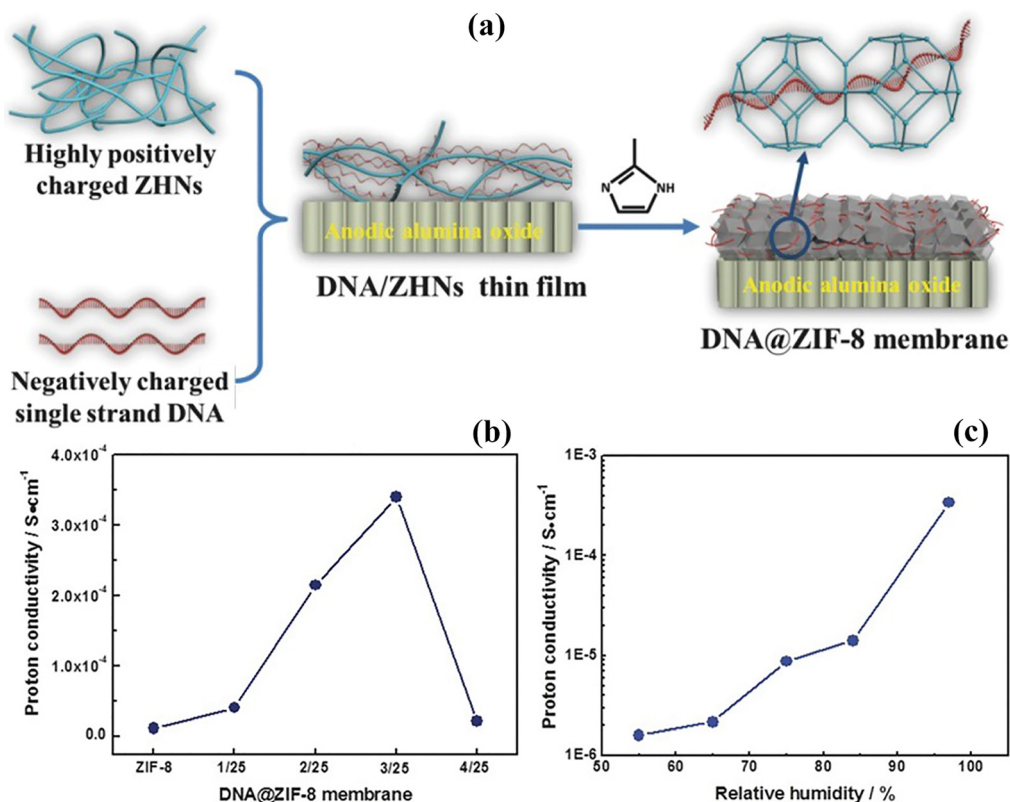 (a)
Highly positively
charged ZHNs
Negatively charged
single strand DNA
Anodic alumina oxide
DNA/ZHNs thin film
N
NH
Anodic alumina oxide
DNA@ZIF-8 membrane
(b)
Proton conductivity / S•cm⁻¹
4.0x10⁻⁴
3.0x10⁻⁴
2.0x10⁻⁴
1.0x10⁻⁴
0.0
ZIF-8 1/25 2/25 3/25 4/25
DNA@ZIF-8 membrane
(c)
Proton conductivity / S•cm⁻¹
1E-3
1E-4
1E-5
1E-6
50 60 70 80 90 100
Relative humidity / %